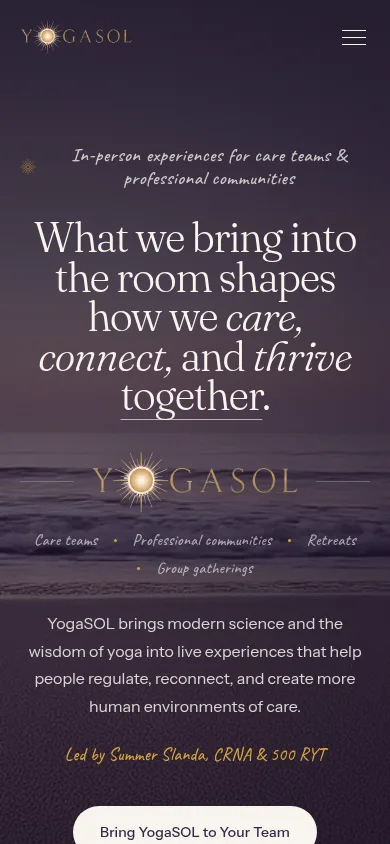 YOGASOL
In-person experiences for care teams &
professional communities
What we bring into
the room shapes
how we care,
connect, and thrive
together.
YOGASOL
Care teams • Professional communities • Retreats
• Group gatherings
YogaSOL brings modern science and the
wisdom of yoga into live experiences that help
people regulate, reconnect, and create more
human environments of care.
Led by Summer Slanda, CRNA & 500 RYT
Bring YogaSOL to Your Team